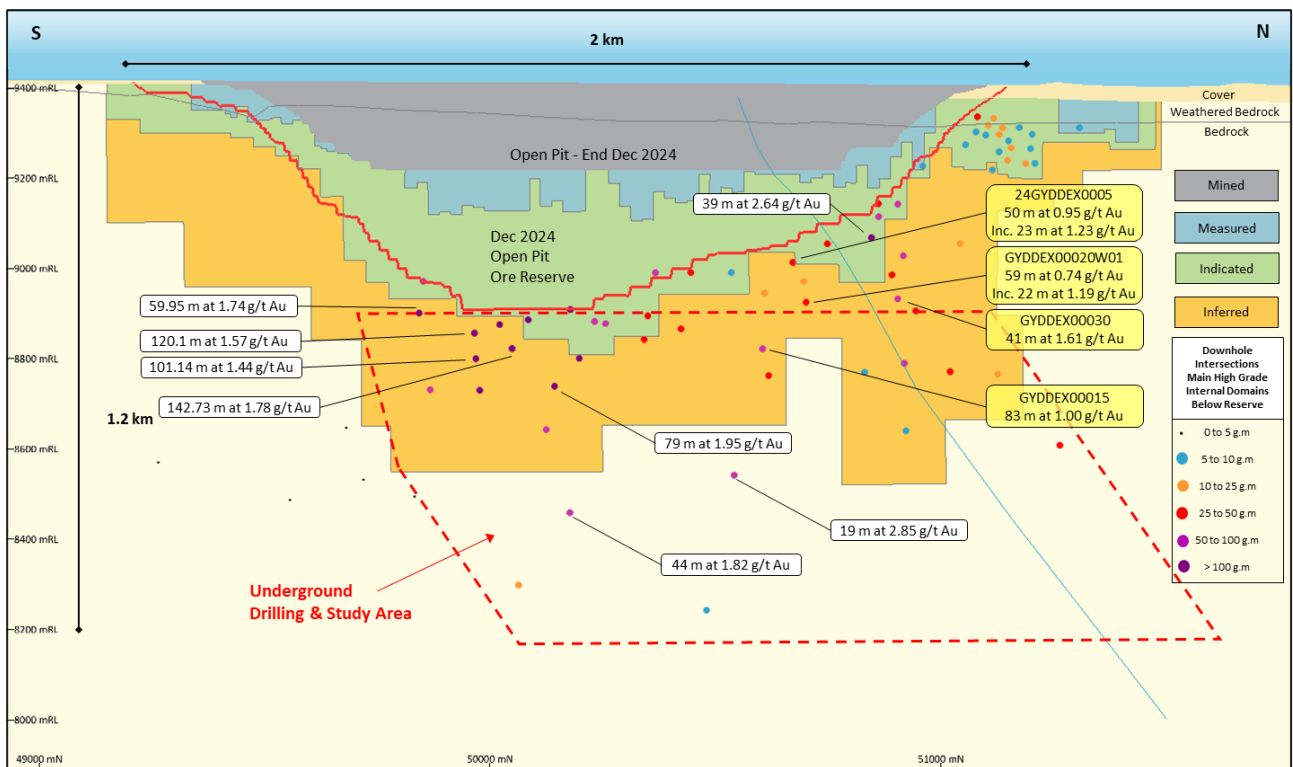 S
2 km
N
9400 mRL
Cover
Weathered Bedrock
Bedrock
Open Pit - End Dec 2024
9200 mRL
Mined
39 m at 2.64 g/t Au
24GYDDEX0005
50 m at 0.95 g/t Au
Inc. 23 m at 1.23 g/t Au
Measured
Dec 2024
Open Pit
Ore Reserve
9000 mRL
GYDDEX00020W01
59 m at 0.74 g/t Au
Inc. 22 m at 1.19 g/t Au
Indicated
59.95 m at 1.74 g/t Au
Inferred
120.1 m at 1.57 g/t Au
GYDDEX00030
41 m at 1.61 g/t Au
8800 mRL
101.14 m at 1.44 g/t Au
142.73 m at 1.78 g/t Au
GYDDEX00015
83 m at 1.00 g/t Au
1.2 km
79 m at 1.95 g/t Au
Downhole
Intersections
Main High Grade
Internal Domains
Below Reserve
0 to 5 g.m
5 to 10 g.m
10 to 25 g.m
25 to 50 g.m
50 to 100 g.m
> 100 g.m
8600 mRL
19 m at 2.85 g/t Au
8400 mRL
44 m at 1.82 g/t Au
Underground
Drilling & Study Area
8200 mRL
8000 mRL
49000 mN
50000 mN
51000 mN